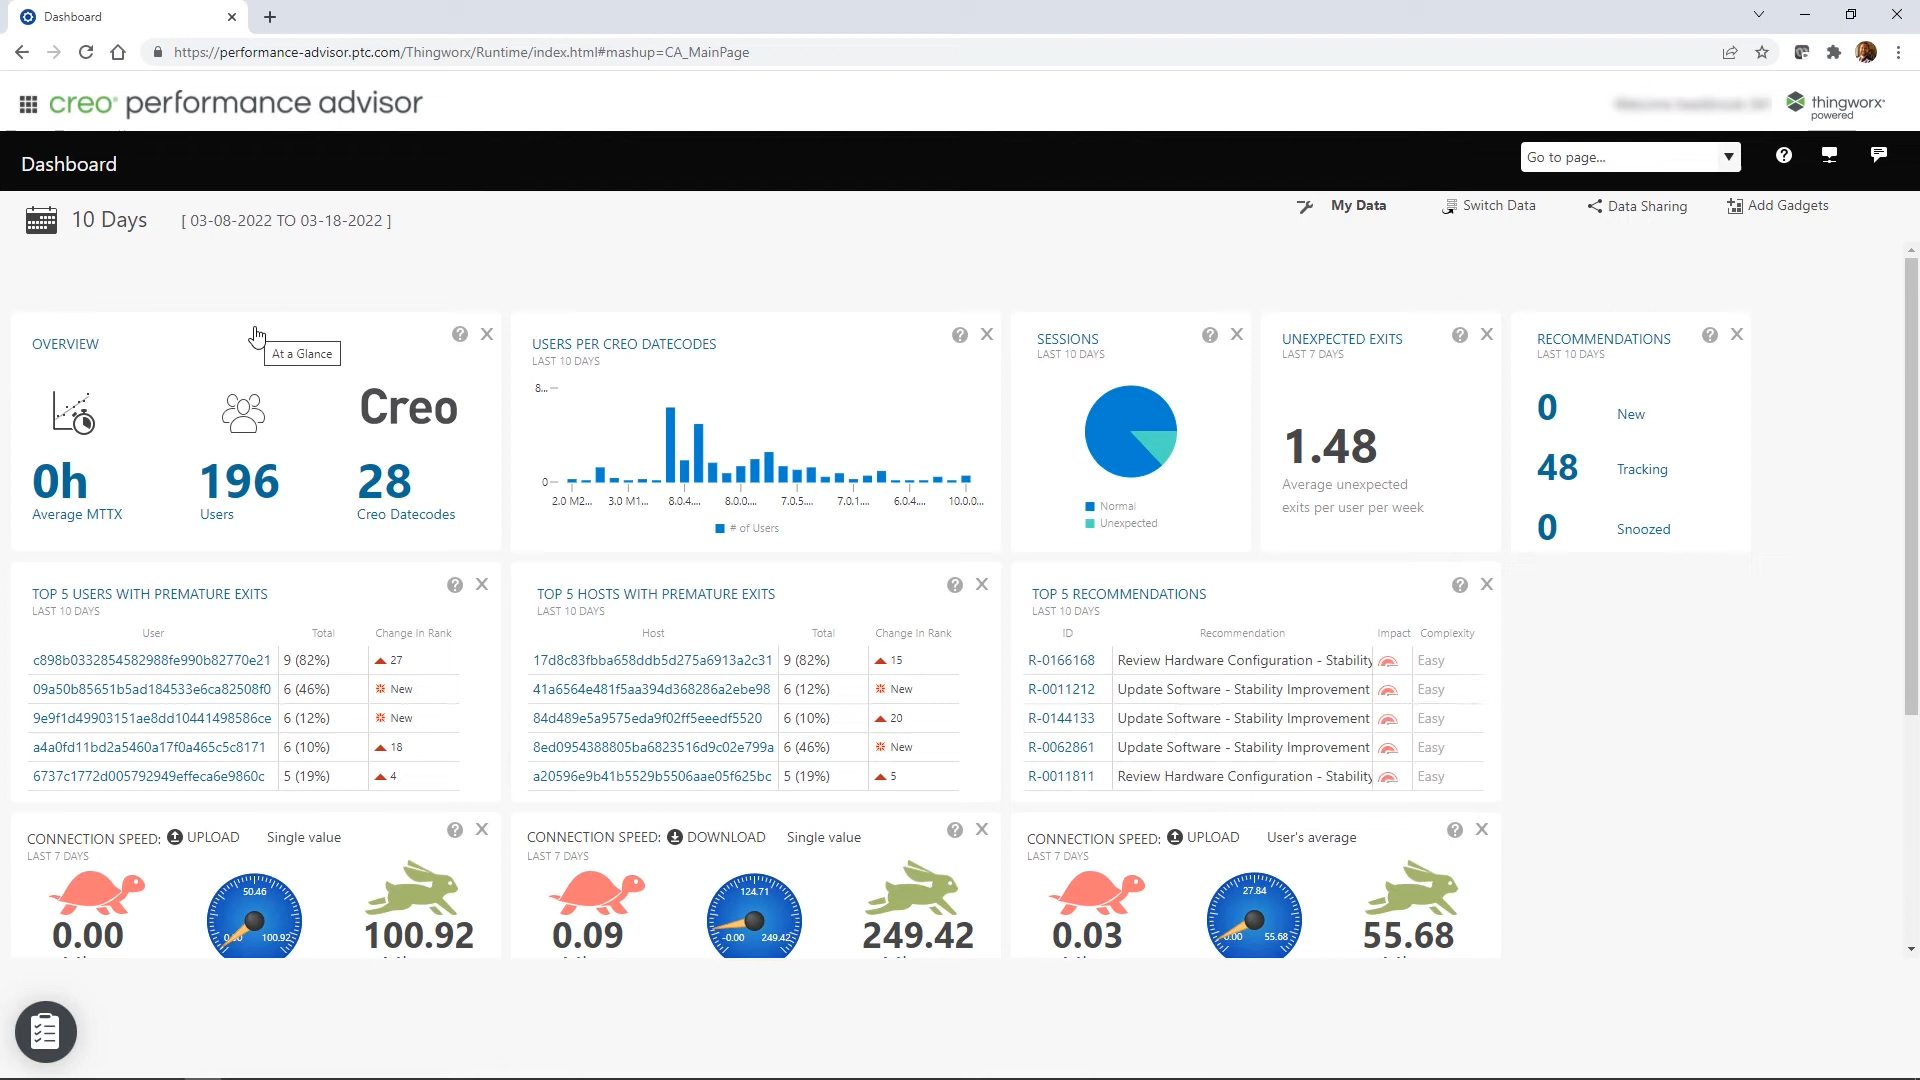 Dashboard
https://performance-advisor.ptc.com/Thingworx/Runtime/index.html#mashup=CA_MainPage
creo® performance advisor
thingworx
powered
Dashboard
Go to page...
10 Days
[ 03-08-2022 TO 03-18-2022 ]
My Data
Switch Data
Data Sharing
Add Gadgets
OVERVIEW
At a Glance
Creo
0h
196
28
Average MTTX
Users
Creo Datecodes
USERS PER CREO DATECODES
LAST 10 DAYS
8...
0
2.0 M2... 3.0 M1... 8.0.4.... 8.0.0... 7.0.5... 7.0.1... 6.0.4... 10.0.0...
# of Users
SESSIONS
LAST 10 DAYS
Normal
Unexpected
UNEXPECTED EXITS
LAST 7 DAYS
1.48
Average unexpected
exits per user per week
RECOMMENDATIONS
LAST 10 DAYS
0 New
48 Tracking
0 Snoozed
TOP 5 USERS WITH PREMATURE EXITS
LAST 10 DAYS
User Total Change In Rank
c898b0332854582988fe990b82770e21 9 (82%) 27
09a50b85651b5ad184533e6ca82508f0 6 (46%) New
9e9f1d49903151ae8dd10441498586ce 6 (12%) New
a4a0fd11bd2a5460a17f0a465c5c8171 6 (10%) 18
6737c1772d005792949effeca6e9860c 5 (19%) 4
TOP 5 HOSTS WITH PREMATURE EXITS
LAST 10 DAYS
Host Total Change In Rank
17d8c83fbba658ddb5d275a6913a2c31 9 (82%) 15
41a6564e481f5aa394d368286a2ebe98 6 (12%) New
84d489e5a9575eda9f02ff5eeedf5520 6 (10%) 20
8ed0954388805ba6823516d9c02e799a 6 (46%) New
a20596e9b41b5529b5506aae05f625bc 5 (19%) 5
TOP 5 RECOMMENDATIONS
LAST 10 DAYS
ID Recommendation Impact Complexity
R-0166168 Review Hardware Configuration - Stability Easy
R-0011212 Update Software - Stability Improvement Easy
R-0144133 Update Software - Stability Improvement Easy
R-0062861 Update Software - Stability Improvement Easy
R-0011811 Review Hardware Configuration - Stability Easy
CONNECTION SPEED: UPLOAD Single value
LAST 7 DAYS
50.46
0.00 100.92
0.00
100.92
CONNECTION SPEED: DOWNLOAD Single value
LAST 7 DAYS
124.71
-0.00 249.42
0.09
249.42
CONNECTION SPEED: UPLOAD User's average
LAST 7 DAYS
27.84
0.00 55.68
0.03
55.68